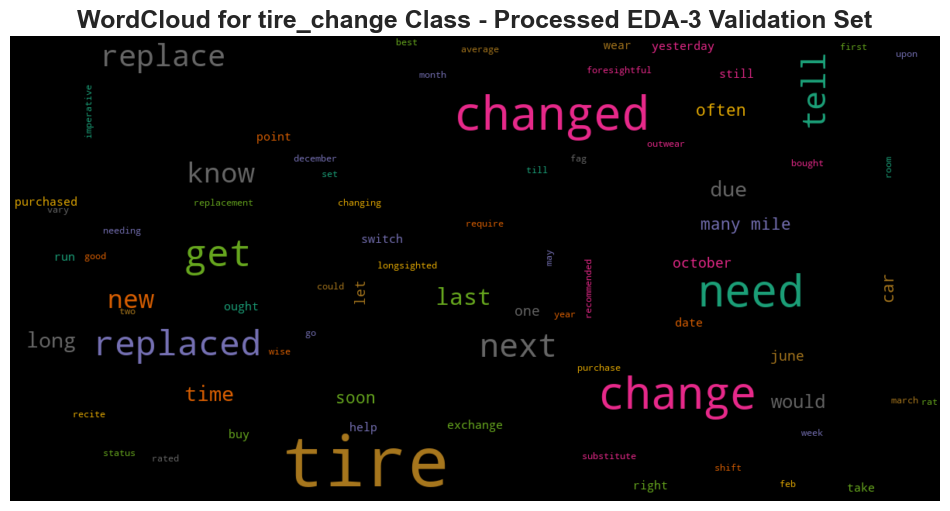 WordCloud for tire_change Class - Processed EDA-3 Validation Set
best
average
wear
yesterday
first
upon
replace
month
foresightful
still
tell
imperative
changed
often
point
outwear
december
fag
till
bought
room
know
set
due
purchased
vary
replacement
changing
many mile
needing
require
switch
run
good
get
longsighted
may
recommended
october
need
car
new
two
ought
could
let
last
one
year
date
go
long
replaced
wise
next
june
purchase
time
soon
change
would
march
rat
recite
buy
help
exchange
week
status
rated
tire
substitute
shift
right
feb
take